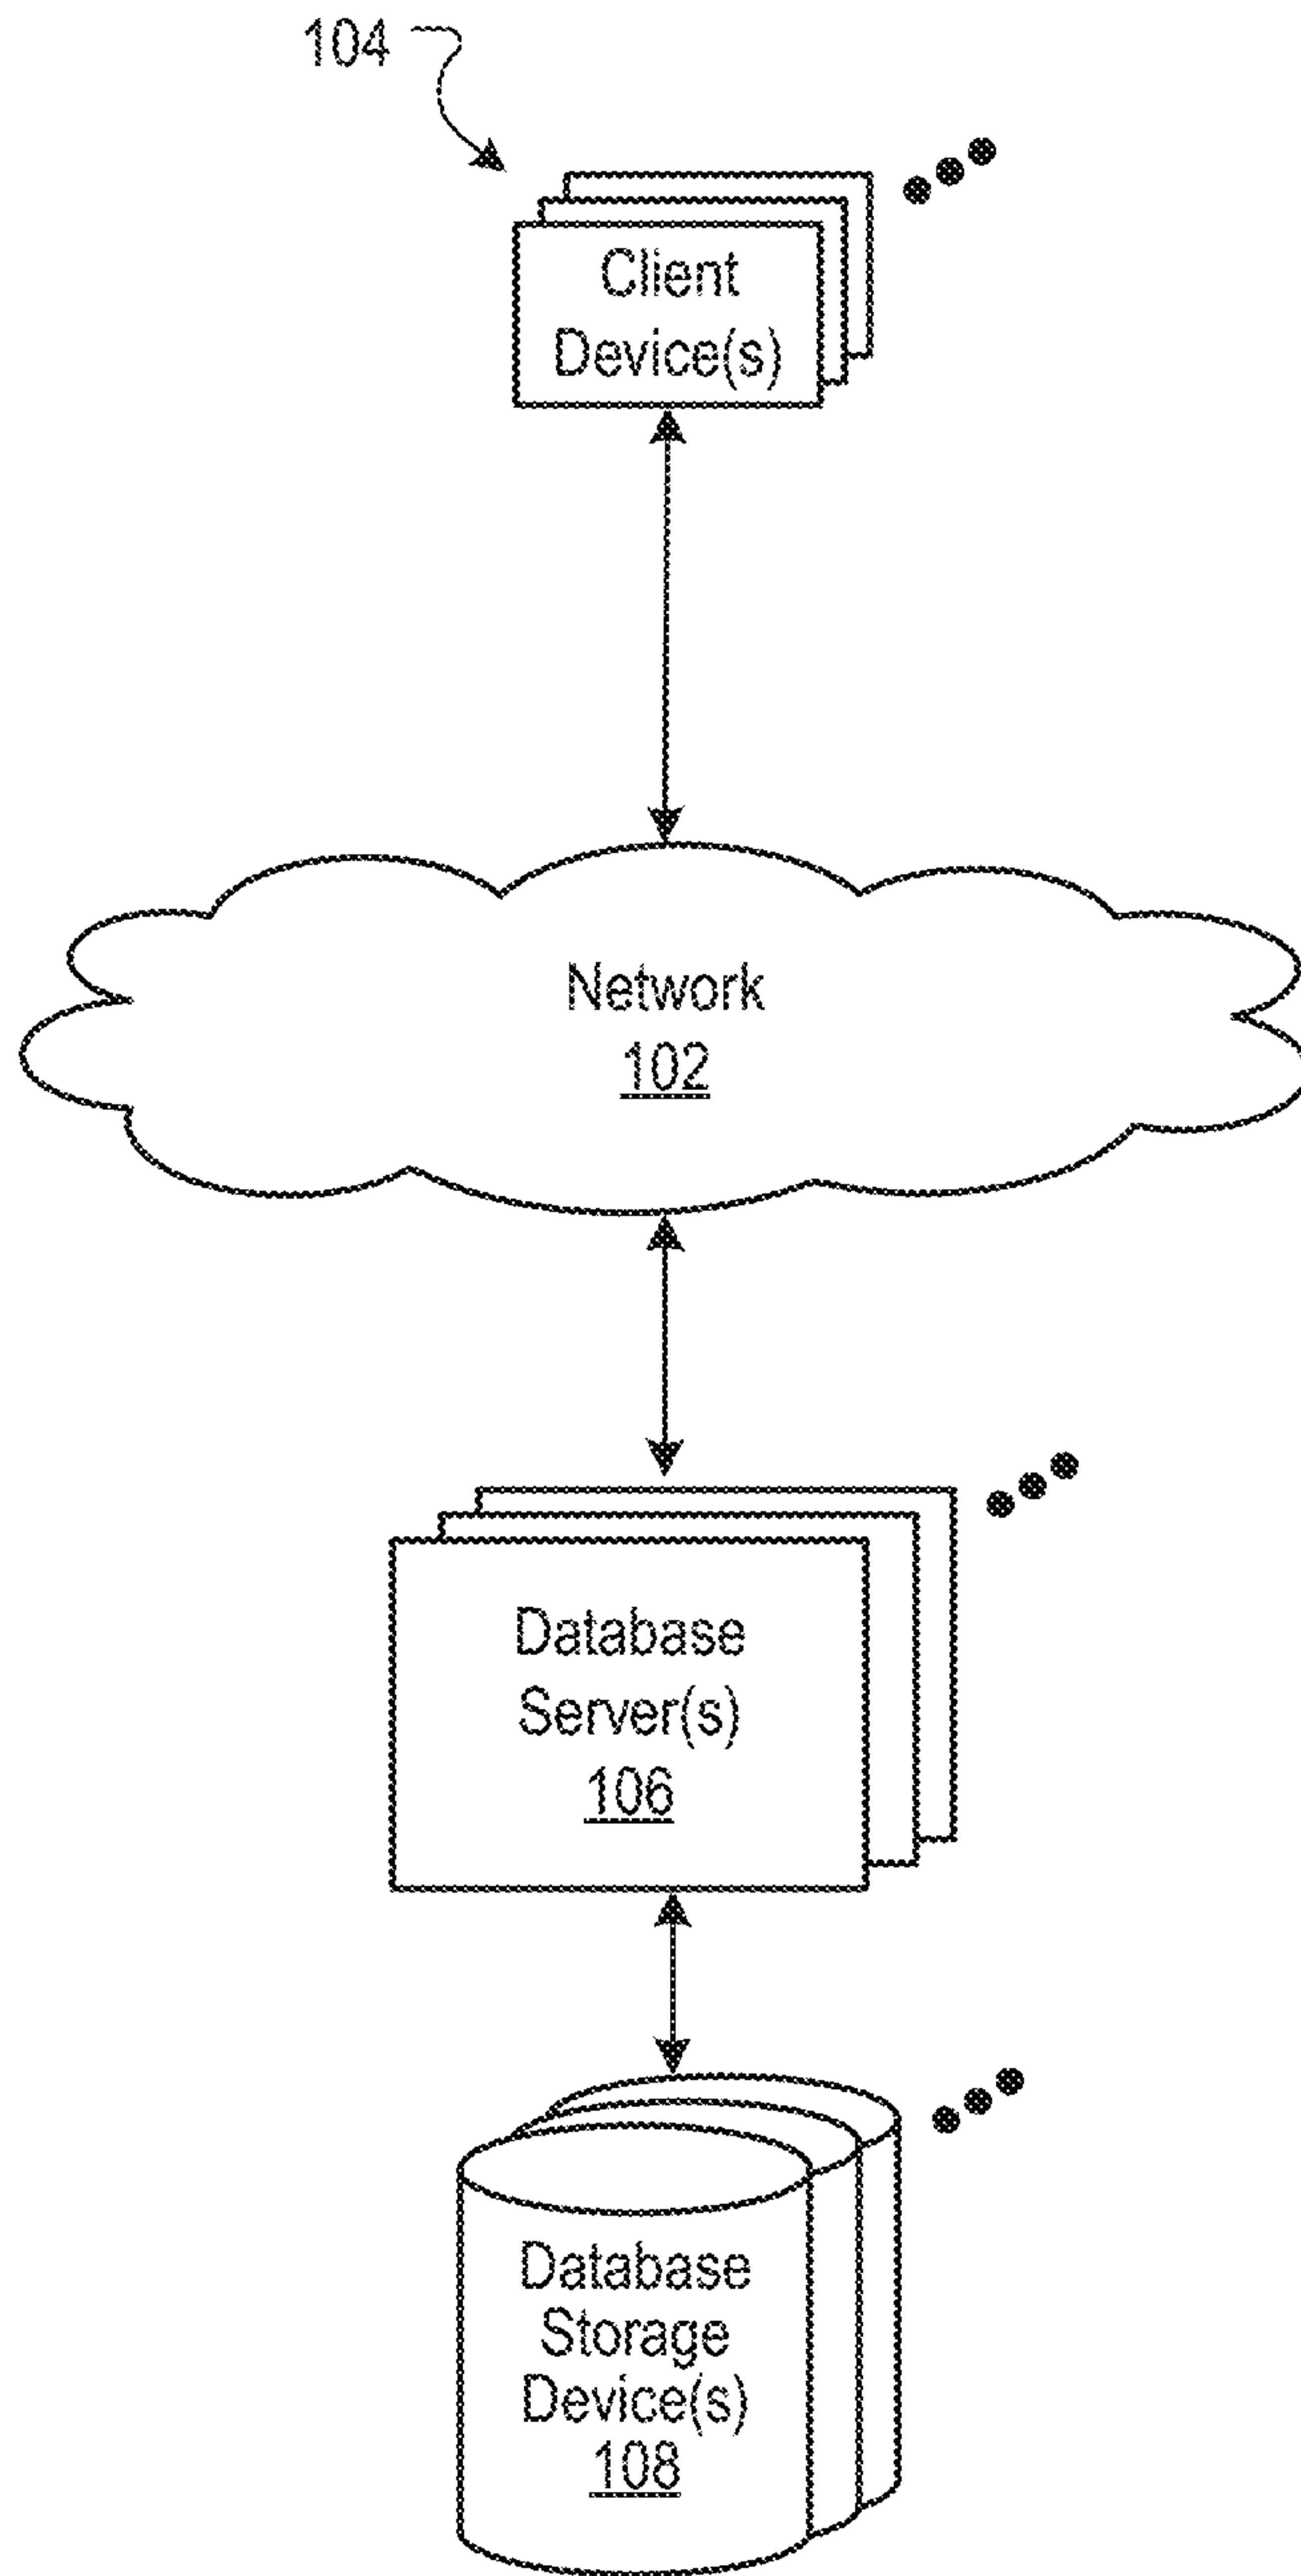 104
Client
Device(s)
Network
102
Database
Server(s)
106
Database
Storage
Device(s)
108